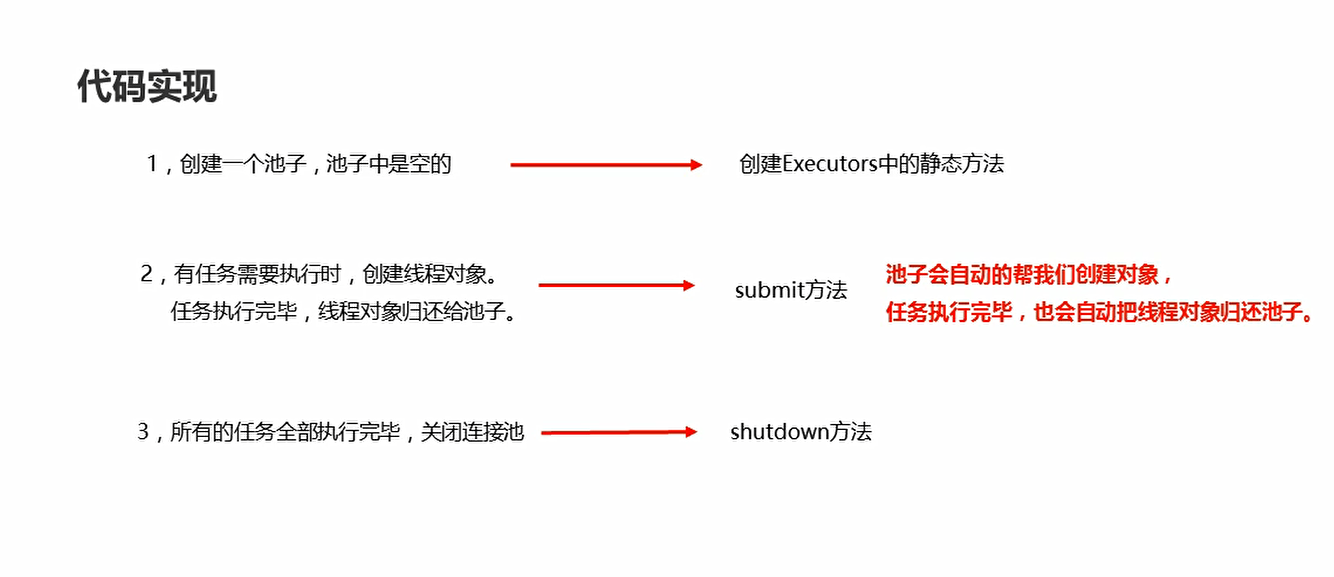 代码实现
1，创建一个池子，池子中是空的
创建Executors中的静态方法
2，有任务需要执行时，创建线程对象。
任务执行完毕，线程对象归还给池子。
submit方法
池子会自动的帮我们创建对象，
任务执行完毕，也会自动把线程对象归还池子。
3，所有的任务全部执行完毕，关闭连接池
shutdown方法